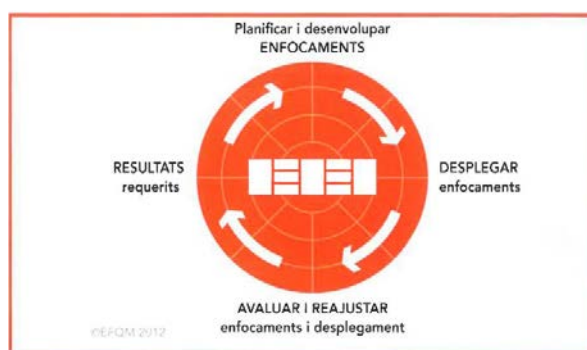 Planificar i desenvolupar
ENFOCAMENTS
RESULTATS
requerits
DESPLEGAR
enfocaments
AVALUAR I REAJUSTAR
enfocaments i desplegament
©EFQM 2012